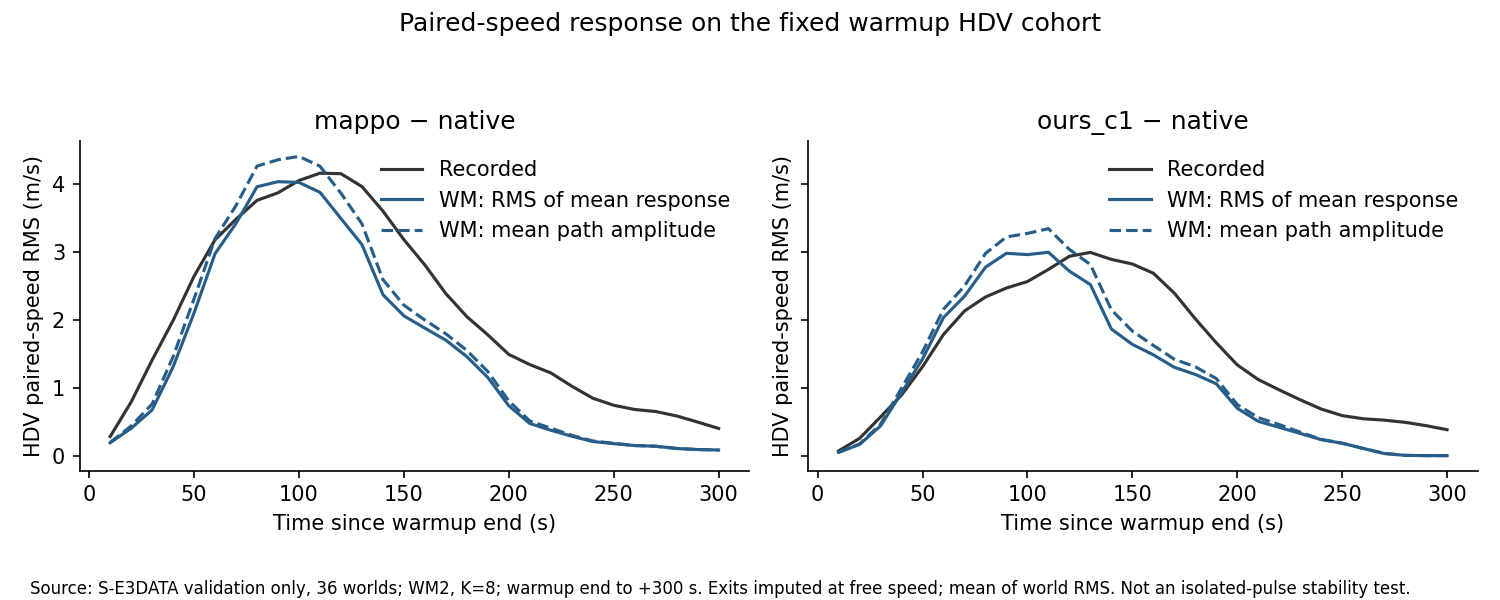 Paired-speed response on the fixed warmup HDV cohort
mappo − native
HDV paired-speed RMS (m/s)
4
3
2
1
0
Recorded
WM: RMS of mean response
WM: mean path amplitude
0 50 100 150 200 250 300
Time since warmup end (s)
ours_c1 − native
HDV paired-speed RMS (m/s)
Recorded
WM: RMS of mean response
WM: mean path amplitude
0 50 100 150 200 250 300
Time since warmup end (s)
Source: S-E3DATA validation only, 36 worlds; WM2, K=8; warmup end to +300 s. Exits imputed at free speed; mean of world RMS. Not an isolated-pulse stability test.